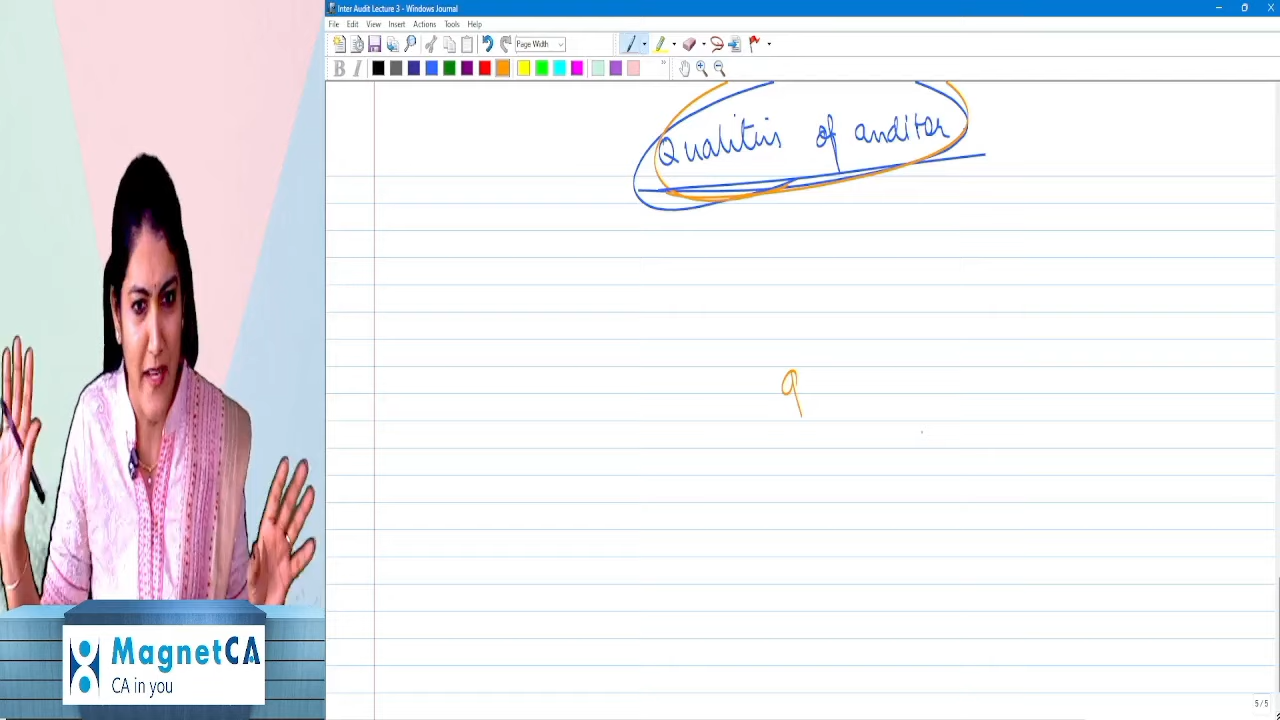 Inter Audit Lecture 3 - Windows Journal
File Edit View Insert Actions Tools Help
Page Width
B I
Qualities of auditor
9
MagnetCA
CA in you
5/5